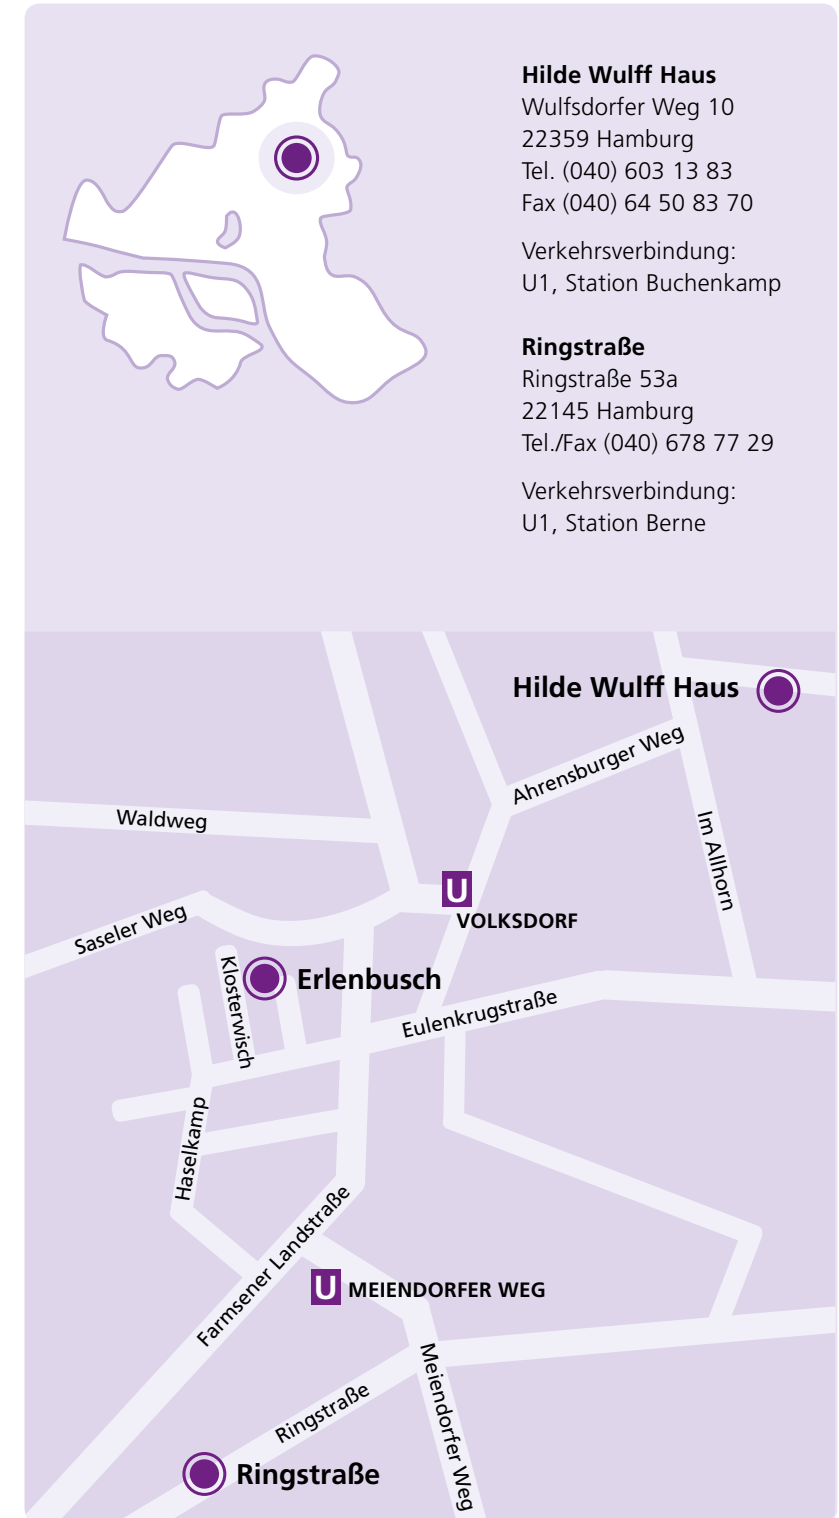 Hilde Wulff Haus
Wulfsdorfer Weg 10
22359 Hamburg
Tel. (040) 603 13 83
Fax (040) 64 50 83 70
Verkehrsverbindung:
U1, Station Buchenkamp
Ringstraße
Ringstraße 53a
22145 Hamburg
Tel./Fax (040) 678 77 29
Verkehrsverbindung:
U1, Station Berne
Hilde Wulff Haus
Ahrensburger Weg
Waldweg
Im Allhorn
U
VOLKSDORF
Saseler Weg
Klosterwisch
Erlenbusch
Eulenkrugstraße
Haselkamp
Farmsener Landstraße
U MEIENDORFER WEG
Meiendorfer Weg
Ringstraße
Ringstraße